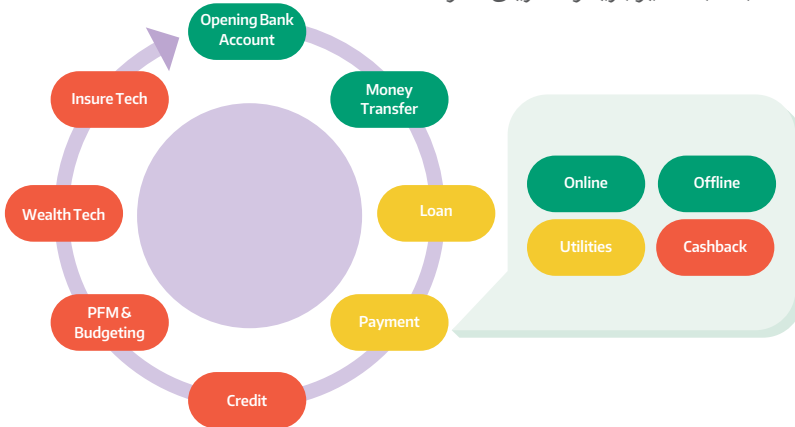 Opening Bank
Account
Money
Transfer
Loan
Payment
Credit
PFM &
Budgeting
Wealth Tech
Insure Tech
Online
Offline
Utilities
Cashback